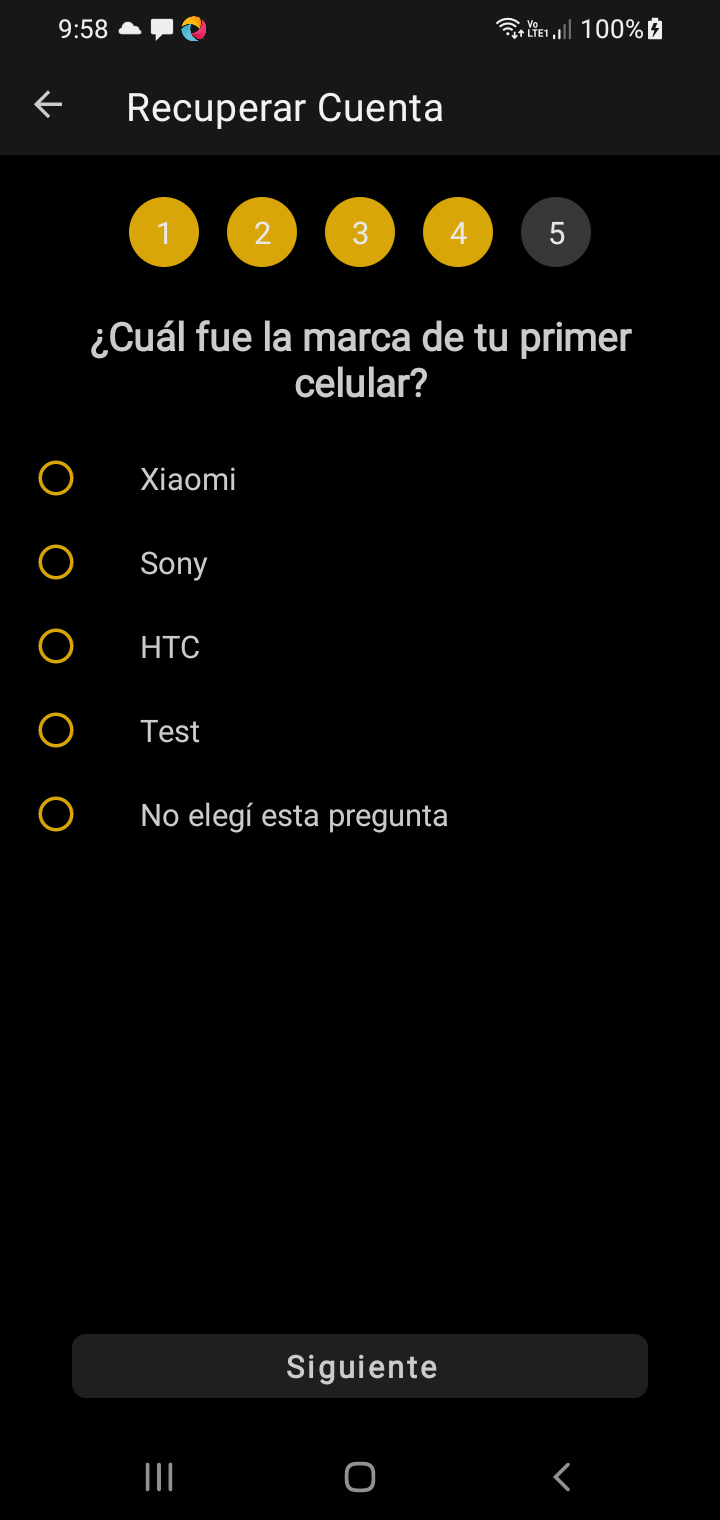 9:58 Vo LTE1 100%
Recuperar Cuenta
1 2 3 4 5
¿Cuál fue la marca de tu primer
celular?
Xiaomi
Sony
HTC
Test
No elegí esta pregunta
Siguiente